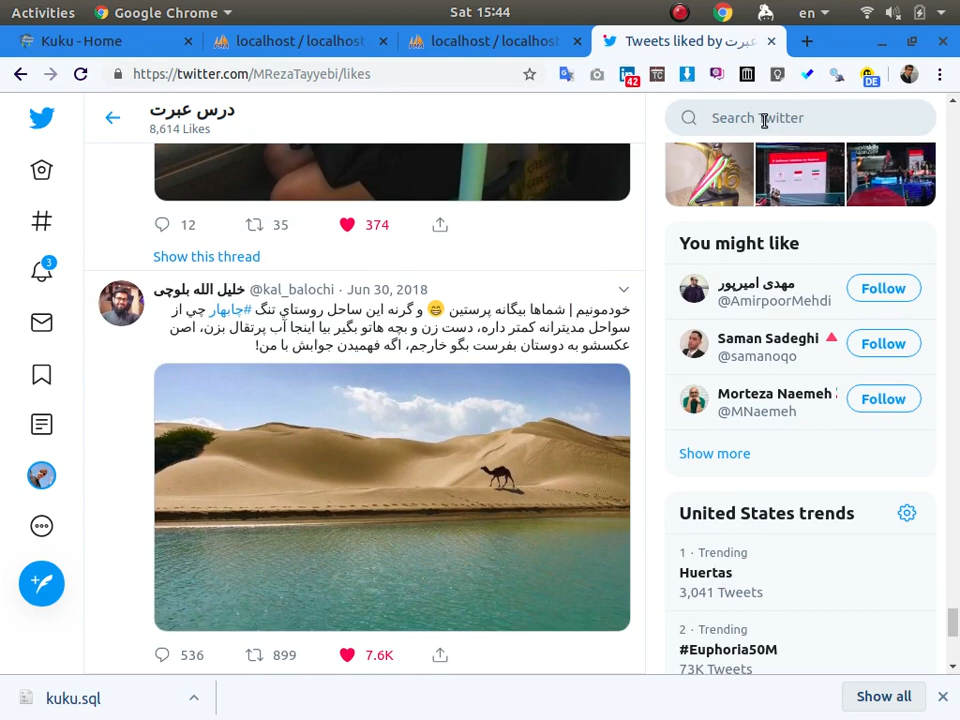 Activities
Google Chrome
Sat 15:44
en
Kuku - Home
localhost / localhost
localhost / localhost
Tweets liked by عبرت
https://twitter.com/MRezaTayyebi/likes
42
TC
DE
درس عبرت
8,614 Likes
Search Twitter
12
35
374
Show this thread
3
خلیل الله بلوچی @kal_balochi · Jun 30, 2018
خودمونیم | شماها بیگانه پرستین 😄 و گرنه این ساحل روستاي تنگ #چابهار چي از
سواحل مدیترانه کمتر داره، دست زن و بچه هاتو بگیر بیا اینجا آب پرتقال بزن، اصن
عکسشو به دوستان بفرست بگو خارجم، اگه فهمیدن جوابش با من!
536
899
7.6K
You might like
مهدی امیرپور
@AmirpoorMehdi
Follow
Saman Sadeghi
@samanoqo
Follow
Morteza Naemeh
@MNaemeh
Follow
Show more
United States trends
1 · Trending
Huertas
3,041 Tweets
2 · Trending
#Euphoria50M
73K Tweets
kuku.sql
Show all